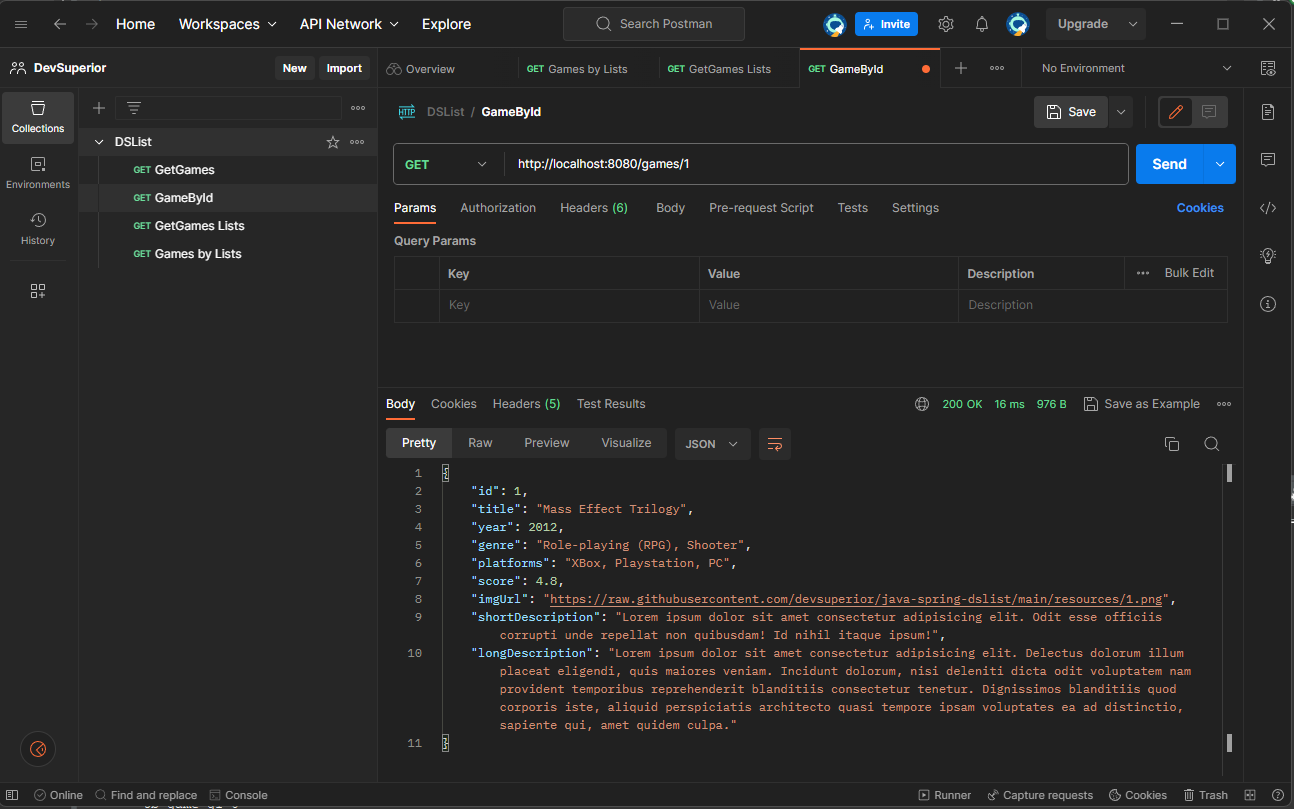 Home Workspaces API Network Explore Search Postman Invite Upgrade
DevSuperior New Import
Overview GET Games by Lists GET GetGames Lists GET GameById No Environment
Collections
Environments
History
DSList
GET GetGames
GET GameById
GET GetGames Lists
GET Games by Lists
HTTP DSList / GameById Save
GET http://localhost:8080/games/1 Send
Params Authorization Headers (6) Body Pre-request Script Tests Settings Cookies
Query Params
Key Value Description Bulk Edit
Key Value Description
Body Cookies Headers (5) Test Results 200 OK 16 ms 976 B Save as Example
Pretty Raw Preview Visualize JSON
1 {
2 "id": 1,
3 "title": "Mass Effect Trilogy",
4 "year": 2012,
5 "genre": "Role-playing (RPG), Shooter",
6 "platforms": "XBox, Playstation, PC",
7 "score": 4.8,
8 "imgUrl": "https://raw.githubusercontent.com/devsuperior/java-spring-dslist/main/resources/1.png",
9 "shortDescription": "Lorem ipsum dolor sit amet consectetur adipisicing elit. Odit esse officiis
corrupti unde repellat non quibusdam! Id nihil itaque ipsum!",
10 "longDescription": "Lorem ipsum dolor sit amet consectetur adipisicing elit. Delectus dolorum illum
placeat eligendi, quis maiores veniam. Incidunt dolorum, nisi deleniti dicta odit voluptatem nam
provident temporibus reprehenderit blanditiis consectetur tenetur. Dignissimos blanditiis quod
corporis iste, aliquid perspiciatis architecto quasi tempore ipsam voluptates ea ad distinctio,
sapiente qui, amet quidem culpa."
11 }
Online Find and replace Console Runner Capture requests Cookies Trash